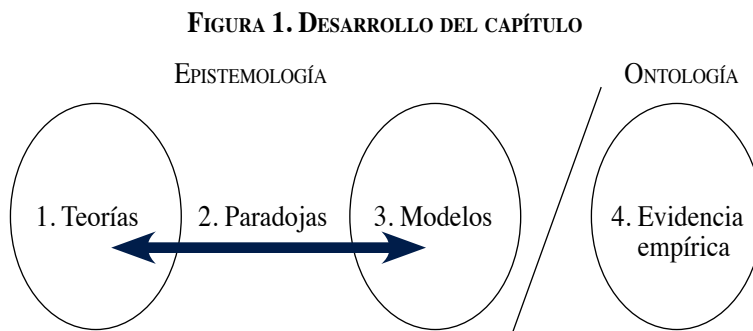 FIGURA 1. DESARROLLO DEL CAPÍTULO
EPISTEMOLOGÍA
ONTOLOGÍA
1. Teorías
2. Paradojas
3. Modelos
4. Evidencia
empírica